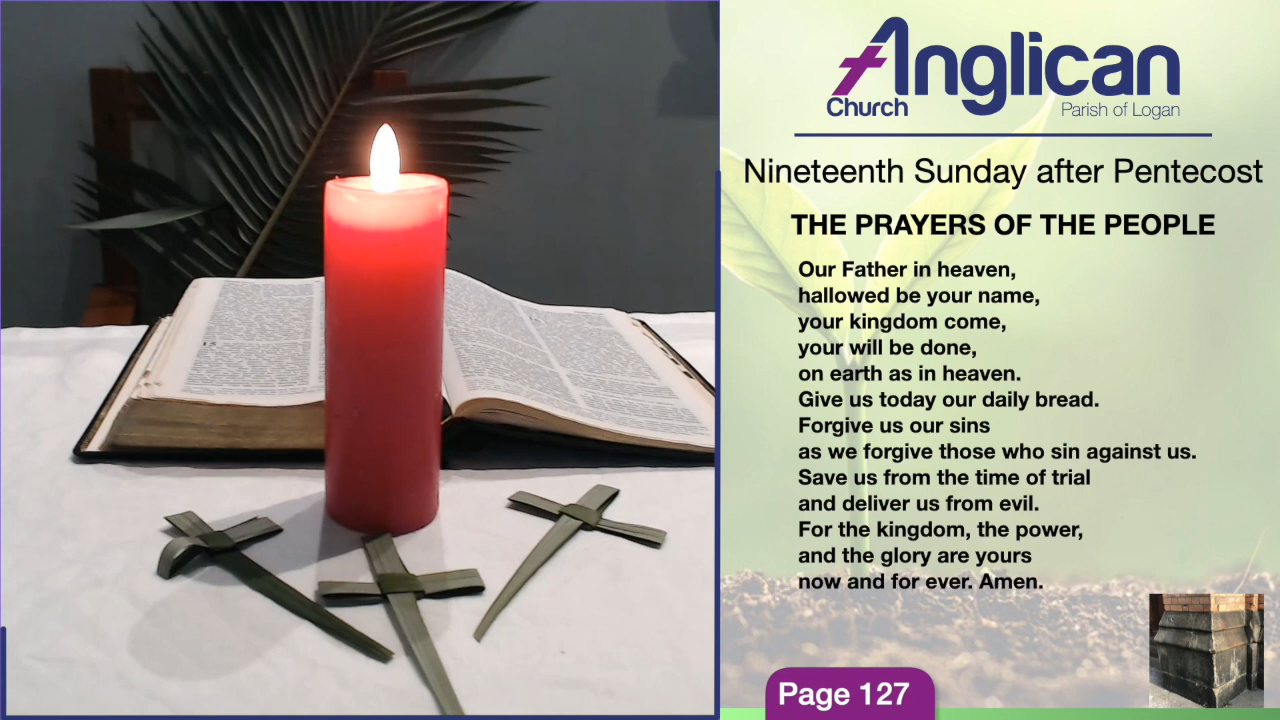 Anglican
Church
Parish of Logan
Nineteenth Sunday after Pentecost
THE PRAYERS OF THE PEOPLE
Our Father in heaven,
hallowed be your name,
your kingdom come,
your will be done,
on earth as in heaven.
Give us today our daily bread.
Forgive us our sins
as we forgive those who sin against us.
Save us from the time of trial
and deliver us from evil.
For the kingdom, the power,
and the glory are yours
now and for ever. Amen.
Page 127